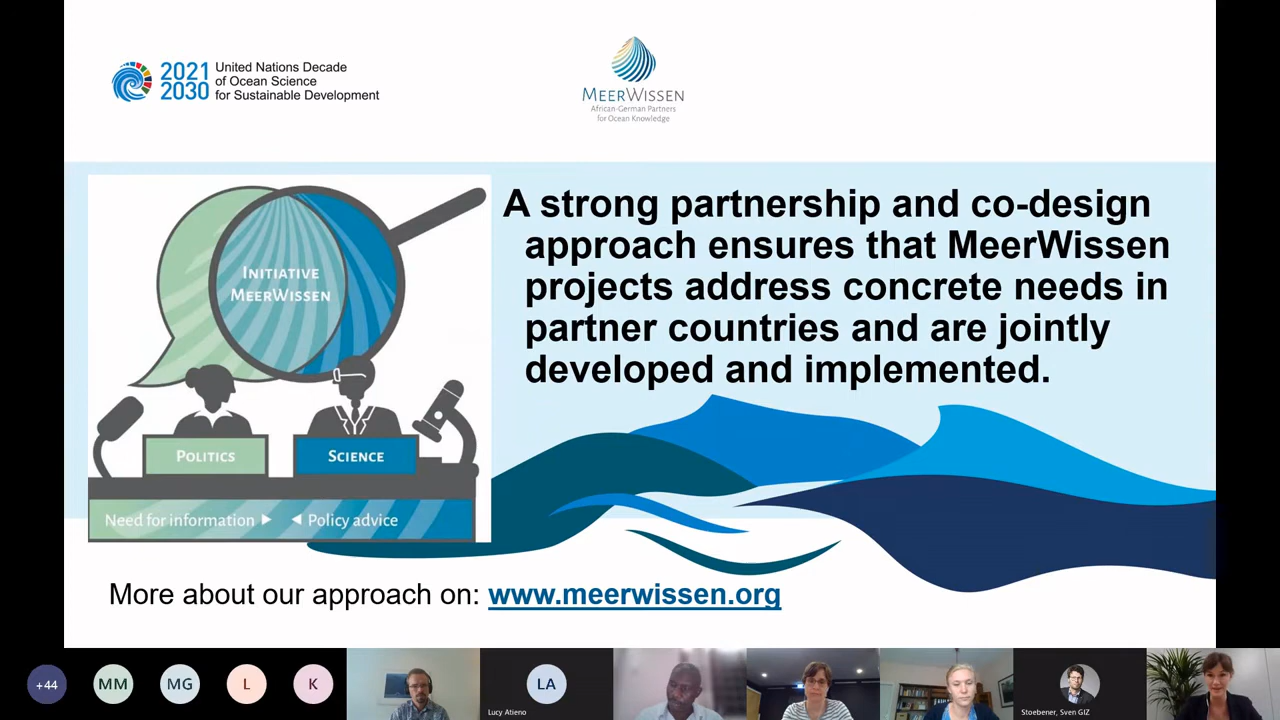 2021
2030
United Nations Decade
of Ocean Science
for Sustainable Development
MEERWISSEN
African-German Partners
for Ocean Knowledge
INITIATIVE
MEERWISSEN
POLITICS
SCIENCE
Need for information
Policy advice
A strong partnership and co-design
approach ensures that MeerWissen
projects address concrete needs in
partner countries and are jointly
developed and implemented.
More about our approach on: www.meerwissen.org
+44
MM
MG
L
K
LA
Lucy Atieno
Stoebener, Sven GIZ